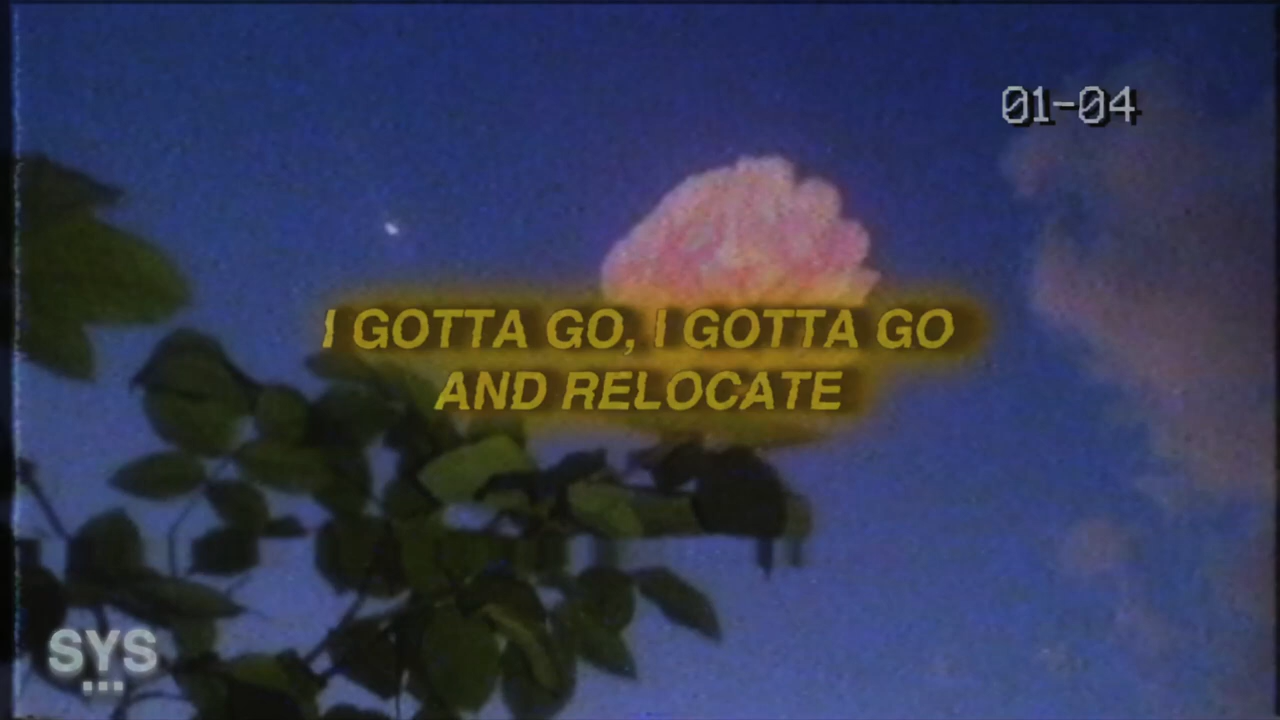 01-04
I GOTTA GO, I GOTTA GO
AND RELOCATE
SYS